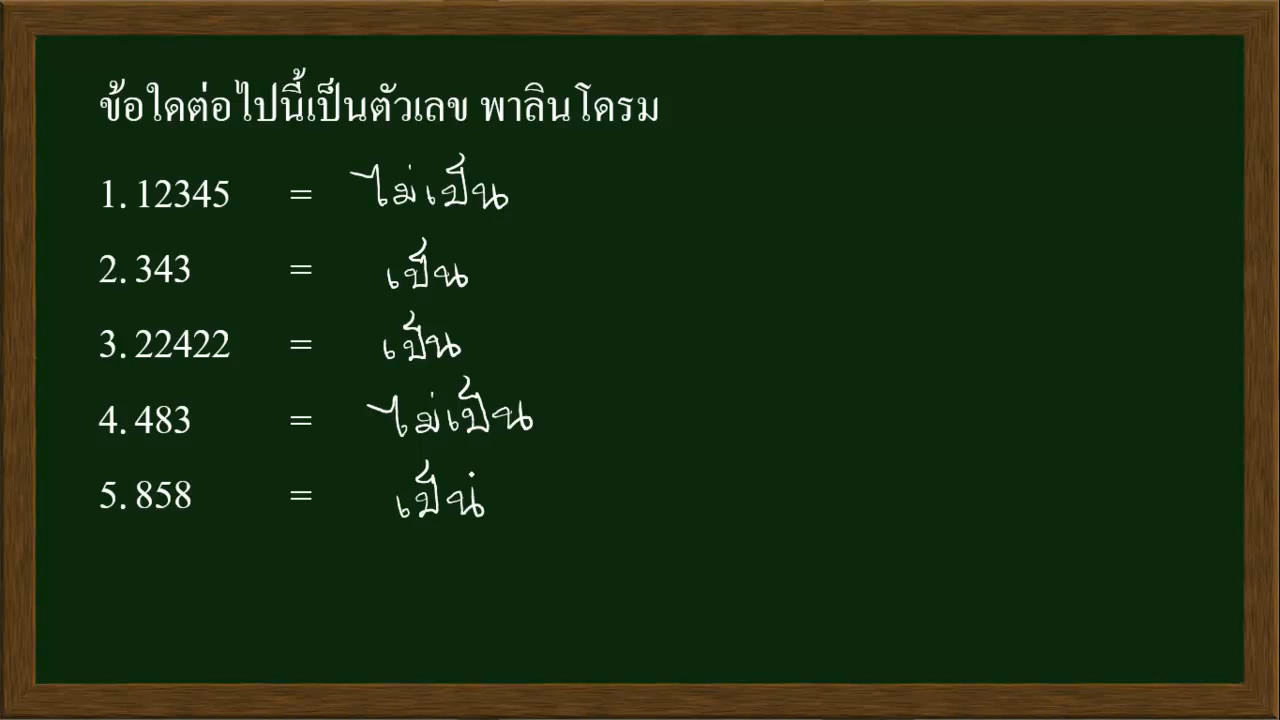 ข้อใดต่อไปนี้เป็นตัวเลข พาลินโดรม
1. 12345 = ไม่เป็น
2. 343 = เป็น
3. 22422 = เป็น
4. 483 = ไม่เป็น
5. 858 = เป็น